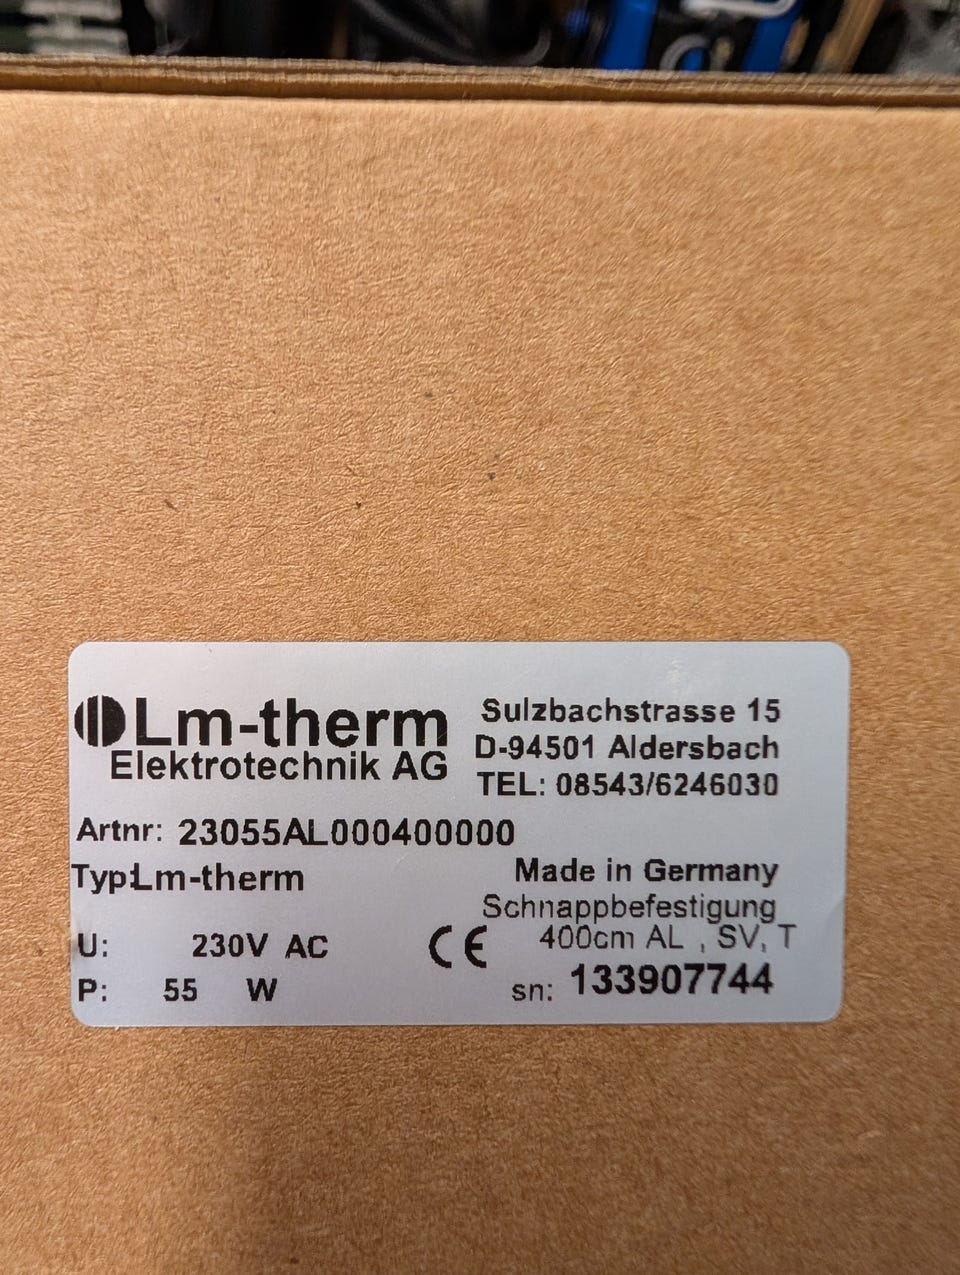 Lm-therm
Elektrotechnik AG
Sulzbachstrasse 15
D-94501 Aldersbach
TEL: 08543/6246030
Artnr: 23055AL000400000
Typ:Lm-therm
Made in Germany
Schnappbefestigung
400cm AL , SV, T
U: 230V AC
CE
P: 55 W
sn: 133907744